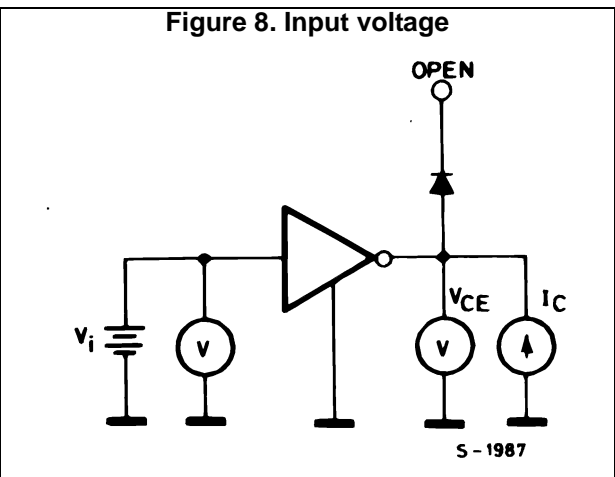 Figure 8. Input voltage
OPEN
VCE
IC
Vi
V
V
S-1987